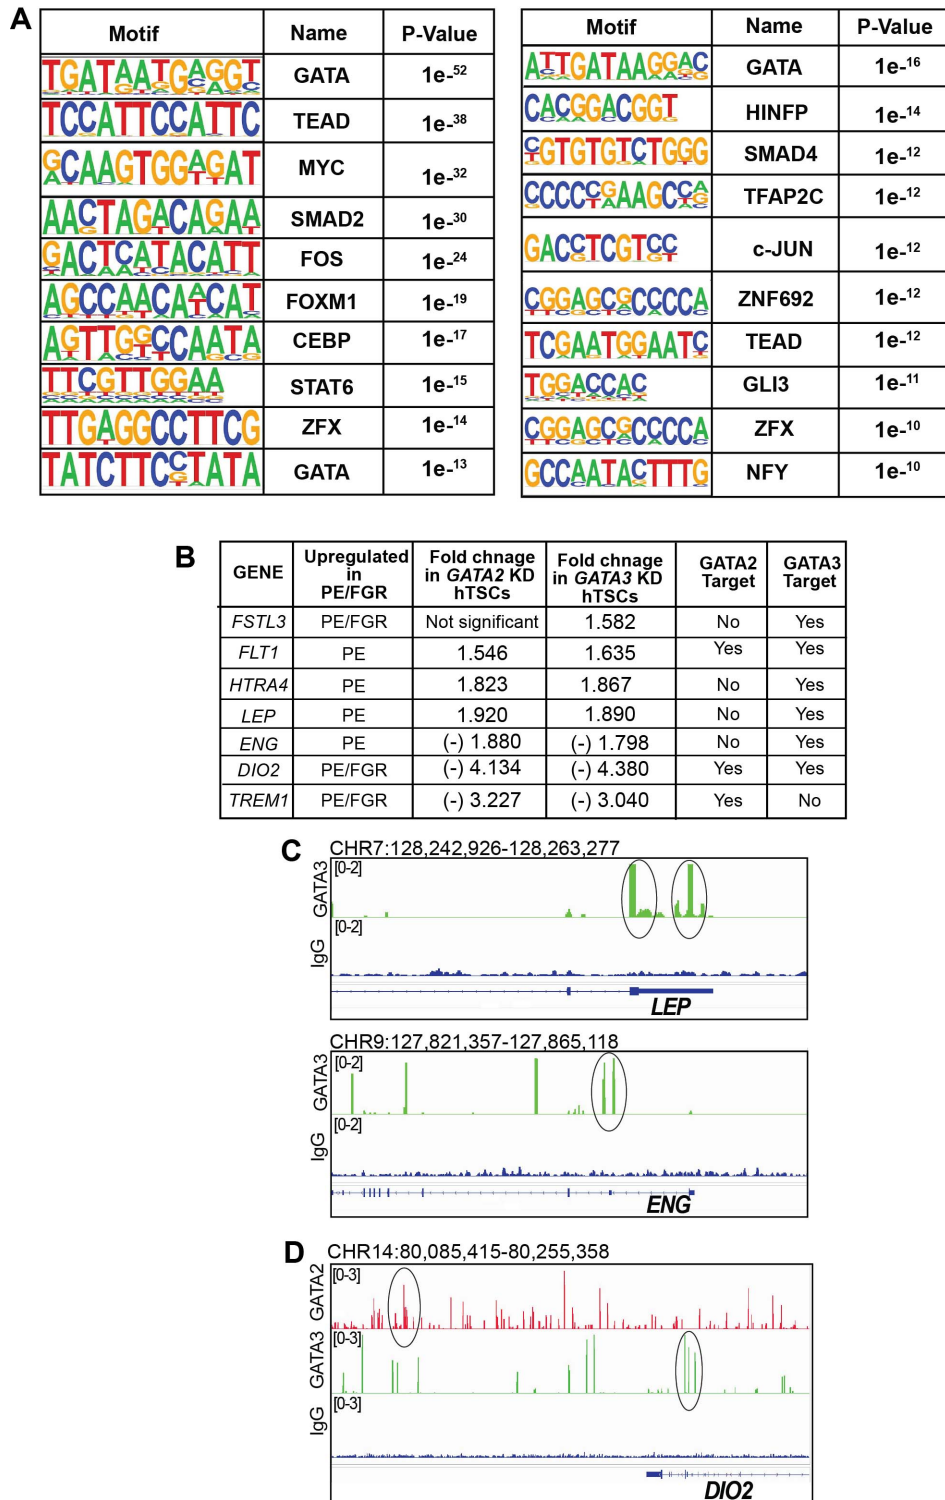 A
Motif Name P-Value
TGATAATGAGGT GATA 1e-52
TCCATTCCATTC TEAD 1e-38
GCAAGTGGAGAT MYC 1e-32
AACTAGACAGAA SMAD2 1e-30
GACTCATACATT FOS 1e-24
AGCCAACAACAT FOXM1 1e-19
AGTTGGCCAATA CEBP 1e-17
TTCGTTGGAA STAT6 1e-15
TTGAGGCCTTCG ZFX 1e-14
TATCTTCCTATA GATA 1e-13
Motif Name P-Value
ATTGATAAGGAC GATA 1e-16
CACGGACGGT HINFP 1e-14
CGTGTGTCTGGG SMAD4 1e-12
CCCCCGAAGCCA TFAP2C 1e-12
GACCTCGTCC c-JUN 1e-12
CGGAGCGCCCCA ZNF692 1e-12
TCGAATGGAATC TEAD 1e-12
TGGACCAC GLI3 1e-11
CGGAGCGCCCCA ZFX 1e-10
GCCAATACTTTG NFY 1e-10
B
GENE Upregulated in PE/FGR Fold chnage in GATA2 KD hTSCs Fold chnage in GATA3 KD hTSCs GATA2 Target GATA3 Target
FSTL3 PE/FGR Not significant 1.582 No Yes
FLT1 PE 1.546 1.635 Yes Yes
HTRA4 PE 1.823 1.867 No Yes
LEP PE 1.920 1.890 No Yes
ENG PE (-) 1.880 (-) 1.798 No Yes
DIO2 PE/FGR (-) 4.134 (-) 4.380 Yes Yes
TREM1 PE/FGR (-) 3.227 (-) 3.040 Yes No
C
CHR7:128,242,926-128,263,277
GATA3 [0-2]
IgG [0-2]
LEP
CHR9:127,821,357-127,865,118
GATA3 [0-2]
IgG [0-2]
ENG
D
CHR14:80,085,415-80,255,358
GATA2 [0-3]
GATA3 [0-3]
IgG [0-3]
DIO2